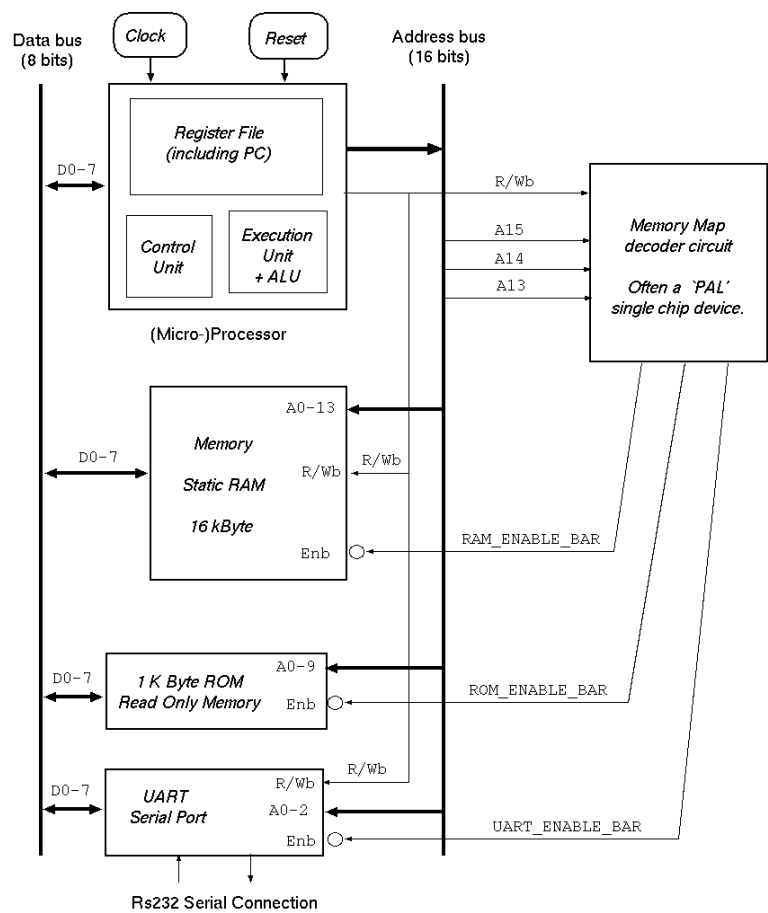 Data bus
(8 bits)
Clock
Reset
Address bus
(16 bits)
Register File
(including PC)
D0-7
Control
Unit
Execution
Unit
+ ALU
(Micro-)Processor
R/Wb
A15
A14
A13
Memory Map
decoder circuit
Often a `PAL'
single chip device.
A0-13
Memory
Static RAM
16 kByte
D0-7
R/Wb
R/Wb
Enb
RAM_ENABLE_BAR
A0-9
1 K Byte ROM
Read Only Memory
D0-7
Enb
ROM_ENABLE_BAR
R/Wb
R/Wb
UART
Serial Port
D0-7
A0-2
Enb
UART_ENABLE_BAR
Rs232 Serial Connection